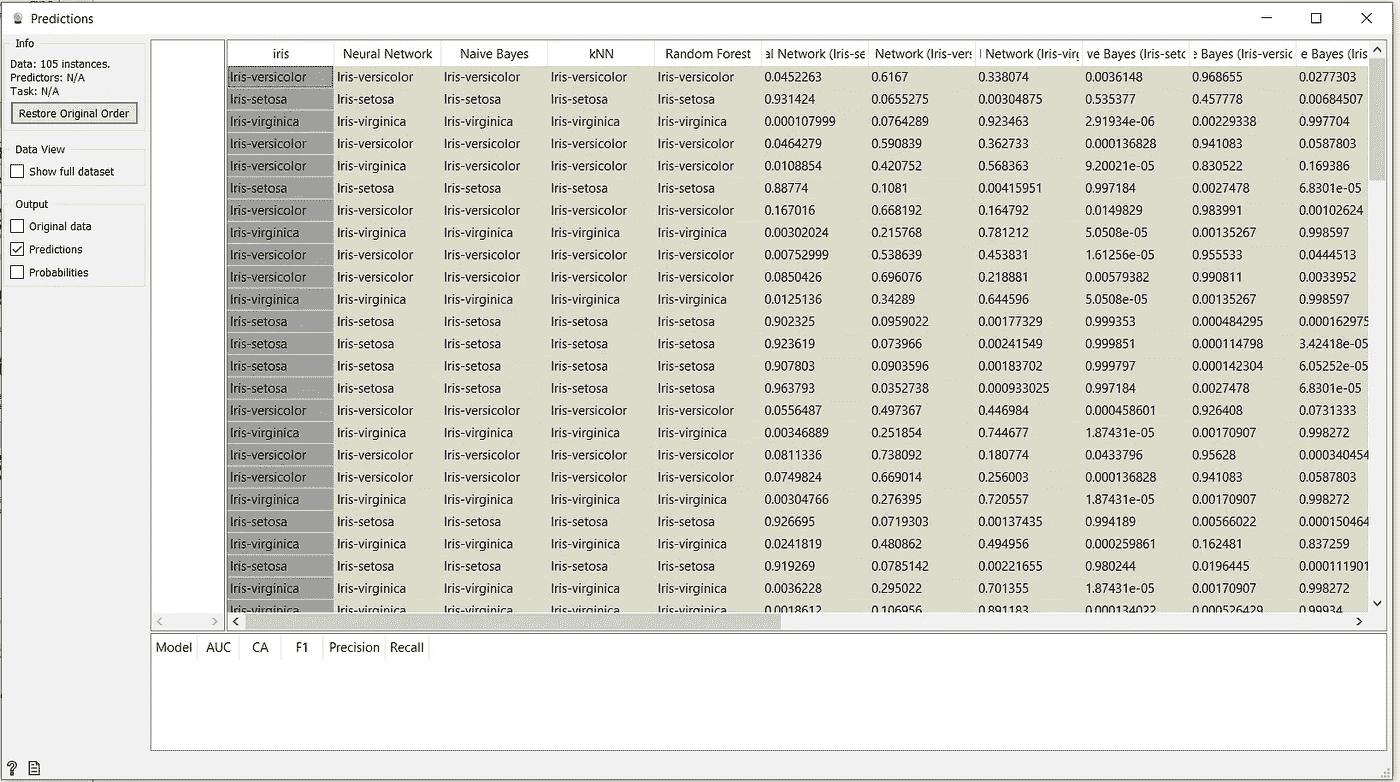 Predictions
Info
Data: 105 instances.
Predictors: N/A
Task: N/A
Restore Original Order
Data View
Show full dataset
Output
Original data
Predictions
Probabilities
iris Neural Network Naive Bayes kNN Random Forest al Network (Iris-se Network (Iris-vers l Network (Iris-virg ve Bayes (Iris-seto e Bayes (Iris-versic e Bayes (Iris
Iris-versicolor Iris-versicolor Iris-versicolor Iris-versicolor Iris-versicolor 0.0452263 0.6167 0.338074 0.0036148 0.968655 0.0277303
Iris-setosa Iris-setosa Iris-setosa Iris-setosa Iris-setosa 0.931424 0.0655275 0.00304875 0.535377 0.457778 0.00684507
Iris-virginica Iris-virginica Iris-virginica Iris-virginica Iris-virginica 0.000107999 0.0764289 0.923463 2.91934e-06 0.00229338 0.997704
Iris-versicolor Iris-versicolor Iris-versicolor Iris-versicolor Iris-versicolor 0.0464279 0.590839 0.362733 0.000136828 0.941083 0.0587803
Iris-versicolor Iris-virginica Iris-versicolor Iris-versicolor Iris-versicolor 0.0108854 0.420752 0.568363 9.20021e-05 0.830522 0.169386
Iris-setosa Iris-setosa Iris-setosa Iris-setosa Iris-setosa 0.88774 0.1081 0.00415951 0.997184 0.0027478 6.8301e-05
Iris-versicolor Iris-versicolor Iris-versicolor Iris-versicolor Iris-versicolor 0.167016 0.668192 0.164792 0.0149829 0.983991 0.00102624
Iris-virginica Iris-virginica Iris-virginica Iris-virginica Iris-virginica 0.00302024 0.215768 0.781212 5.0508e-05 0.00135267 0.998597
Iris-versicolor Iris-versicolor Iris-versicolor Iris-versicolor Iris-versicolor 0.00752999 0.538639 0.453831 1.61256e-05 0.955533 0.0444513
Iris-versicolor Iris-versicolor Iris-versicolor Iris-versicolor Iris-versicolor 0.0850426 0.696076 0.218881 0.00579382 0.990811 0.0033952
Iris-virginica Iris-virginica Iris-virginica Iris-virginica Iris-virginica 0.0125136 0.34289 0.644596 5.0508e-05 0.00135267 0.998597
Iris-setosa Iris-setosa Iris-setosa Iris-setosa Iris-setosa 0.902325 0.0959022 0.00177329 0.999353 0.000484295 0.000162975
Iris-setosa Iris-setosa Iris-setosa Iris-setosa Iris-setosa 0.923619 0.073966 0.00241549 0.999851 0.000114798 3.42418e-05
Iris-setosa Iris-setosa Iris-setosa Iris-setosa Iris-setosa 0.907803 0.0903596 0.00183702 0.999797 0.000142304 6.05252e-05
Iris-setosa Iris-setosa Iris-setosa Iris-setosa Iris-setosa 0.963793 0.0352738 0.000933025 0.997184 0.0027478 6.8301e-05
Iris-versicolor Iris-versicolor Iris-versicolor Iris-versicolor Iris-versicolor 0.0556487 0.497367 0.446984 0.000458601 0.926408 0.0731333
Iris-virginica Iris-virginica Iris-virginica Iris-virginica Iris-virginica 0.00346889 0.251854 0.744677 1.87431e-05 0.00170907 0.998272
Iris-versicolor Iris-versicolor Iris-versicolor Iris-versicolor Iris-versicolor 0.0811336 0.738092 0.180774 0.0433796 0.95628 0.000340454
Iris-versicolor Iris-versicolor Iris-versicolor Iris-versicolor Iris-versicolor 0.0749824 0.669014 0.256003 0.000136828 0.941083 0.0587803
Iris-virginica Iris-virginica Iris-virginica Iris-virginica Iris-virginica 0.00304766 0.276395 0.720557 1.87431e-05 0.00170907 0.998272
Iris-setosa Iris-setosa Iris-setosa Iris-setosa Iris-setosa 0.926695 0.0719303 0.00137435 0.994189 0.00566022 0.000150464
Iris-virginica Iris-virginica Iris-virginica Iris-virginica Iris-virginica 0.0241819 0.480862 0.494956 0.000259861 0.162481 0.837259
Iris-setosa Iris-setosa Iris-setosa Iris-setosa Iris-setosa 0.919269 0.0785142 0.00221655 0.980244 0.0196445 0.000111901
Iris-virginica Iris-virginica Iris-virginica Iris-virginica Iris-virginica 0.0036228 0.295022 0.701355 1.87431e-05 0.00170907 0.998272
Iris-virginica Iris-virginica Iris-virginica Iris-virginica Iris-virginica 0.0018612 0.106956 0.891183 0.000134022 0.000526429 0.99934
Model AUC CA F1 Precision Recall